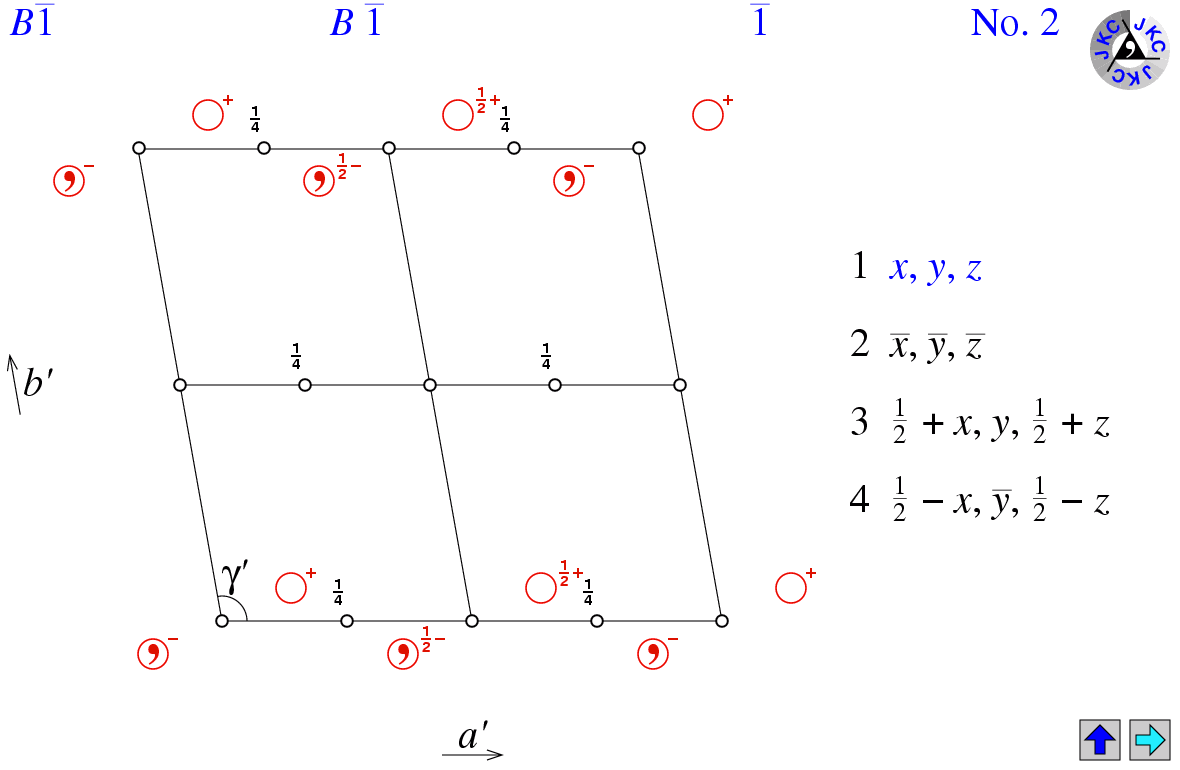 B1̅ B 1̅ 1̅ No. 2
JKC JKC JKC
+ 1/4 1/2+ 1/4 +
− 1/2− −
1 x, y, z
2 x̅, y̅, z̅
1/4 1/4
b′
3 1/2 + x, y, 1/2 + z
4 1/2 − x, y̅, 1/2 − z
γ′ + 1/4 1/2+ 1/4 +
− 1/2− −
a′